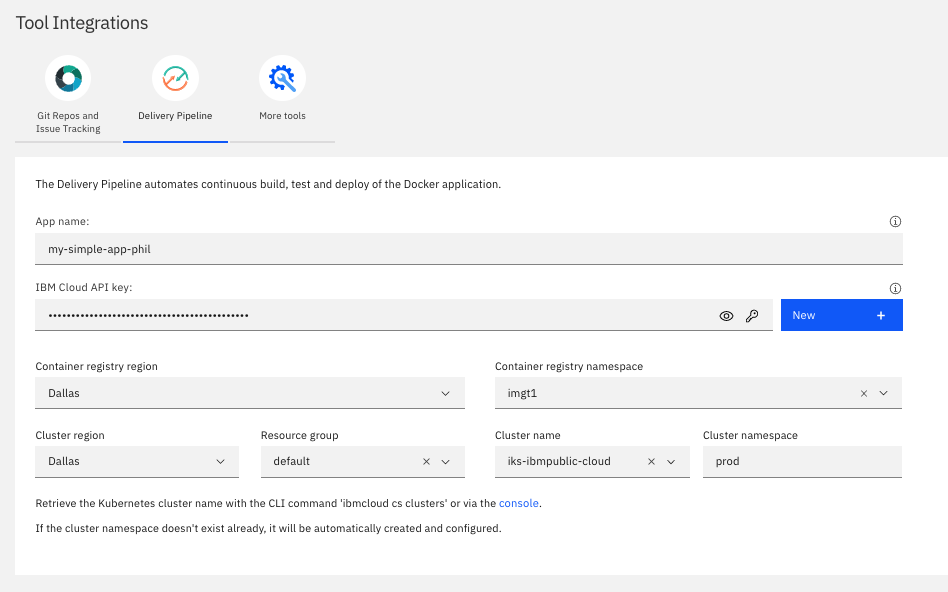 Tool Integrations
Git Repos and
Issue Tracking
Delivery Pipeline
More tools
The Delivery Pipeline automates continuous build, test and deploy of the Docker application.
App name:
my-simple-app-phil
IBM Cloud API key:
••••••••••••••••••••••••••••••••••••••••••••
New +
Container registry region
Container registry namespace
Dallas
imgt1
Cluster region
Resource group
Cluster name
Cluster namespace
Dallas
default
iks-ibmpublic-cloud
prod
Retrieve the Kubernetes cluster name with the CLI command 'ibmcloud cs clusters' or via the console.
If the cluster namespace doesn't exist already, it will be automatically created and configured.